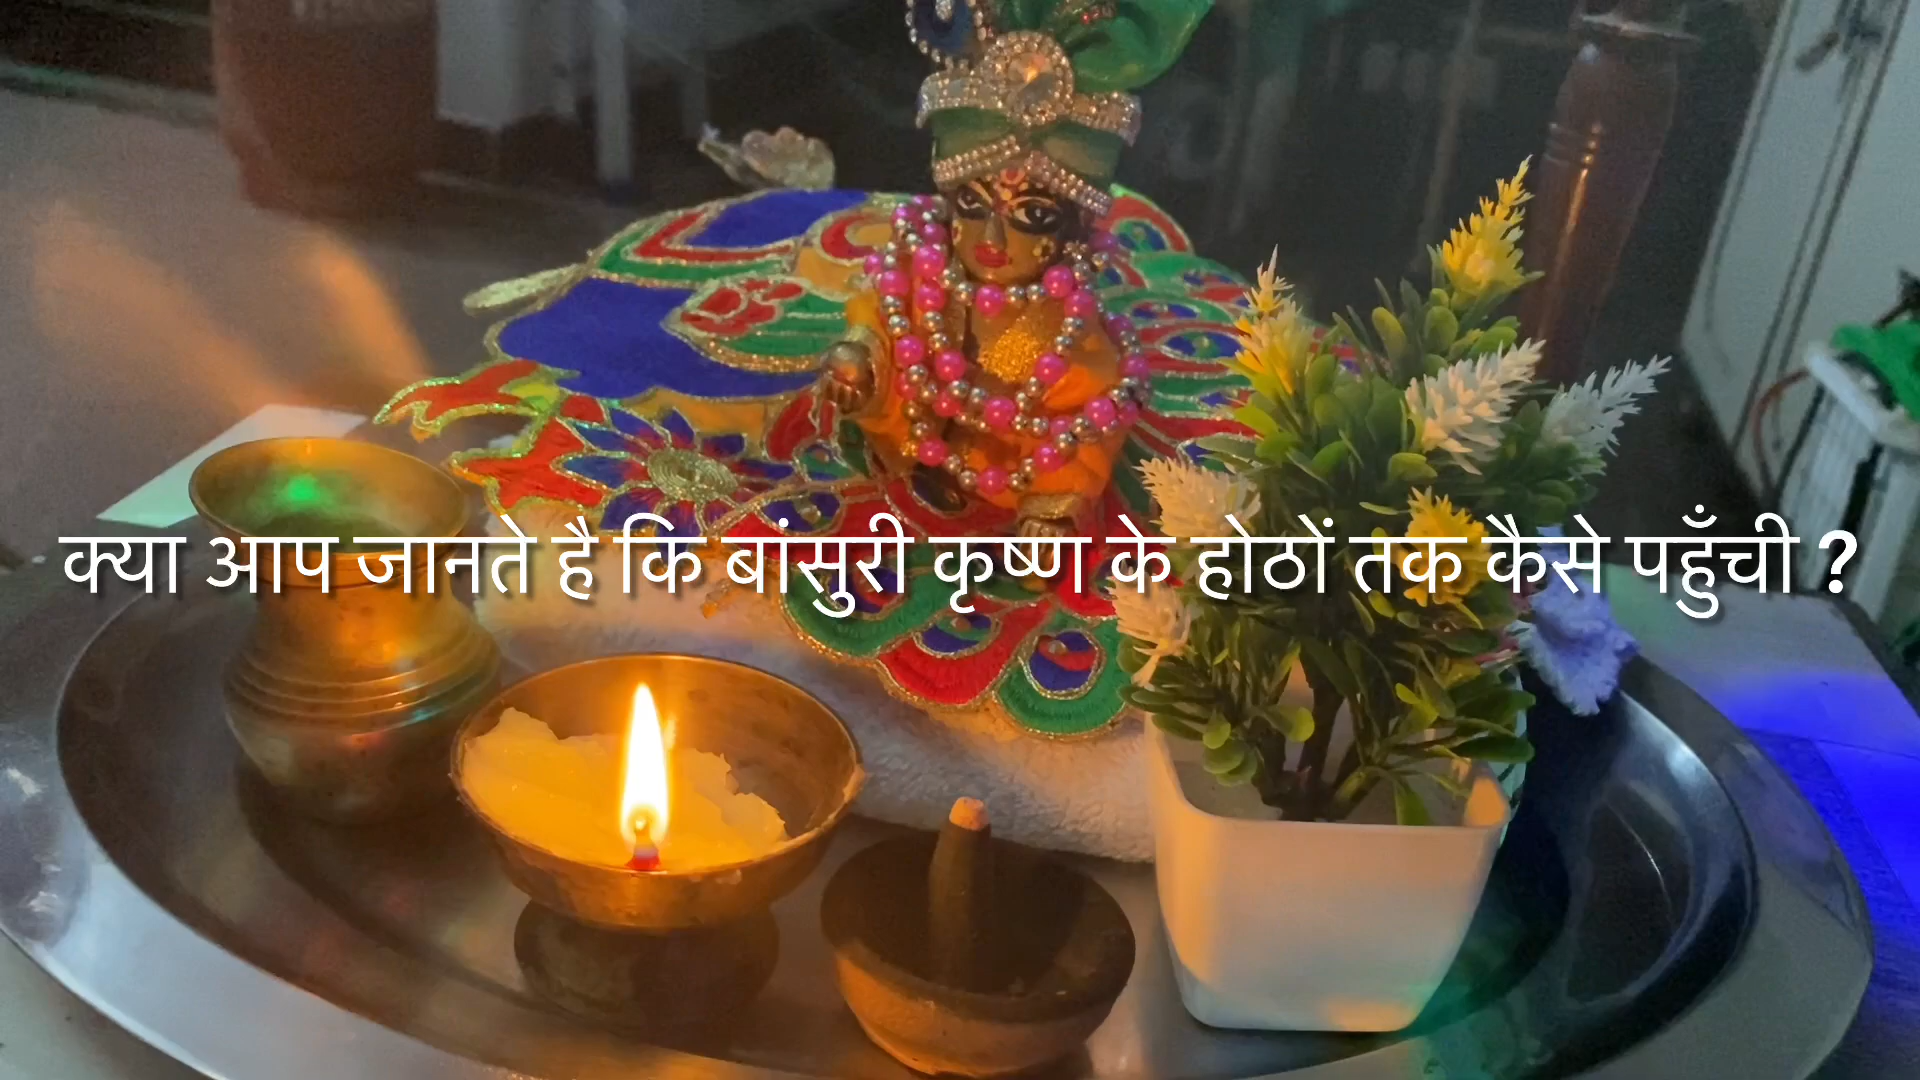 क्या आप जानते है कि बांसुरी कृष्ण के होठों तक कैसे पहुँची ?